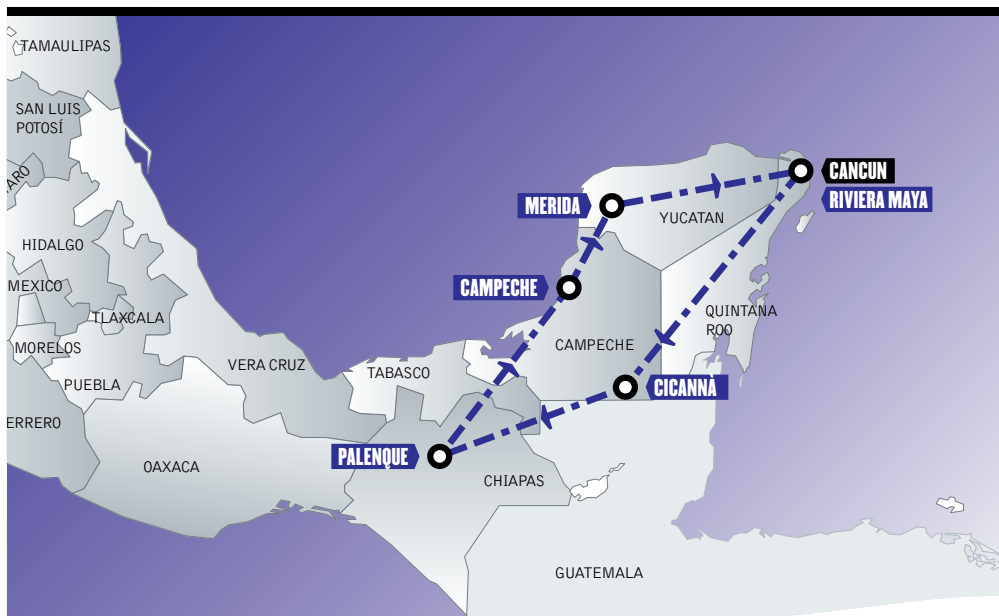 TAMAULIPAS
SAN LUIS
POTOSÍ
ARO
CANCUN
RIVIERA MAYA
MERIDA
YUCATAN
HIDALGO
MEXICO
CAMPECHE
TLAXCALA
QUINTANA
ROO
MORELOS
CAMPECHE
VERA CRUZ
TABASCO
PUEBLA
CICANNÀ
ERRERO
PALENQUE
OAXACA
CHIAPAS
GUATEMALA